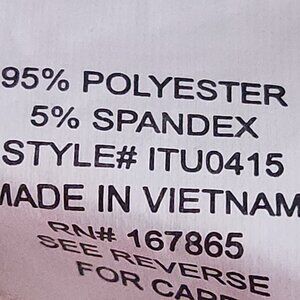 95% POLYESTER
5% SPANDEX
STYLE# ITU0415
MADE IN VIETNAM
RN# 167865
SEE REVERSE
FOR CARE